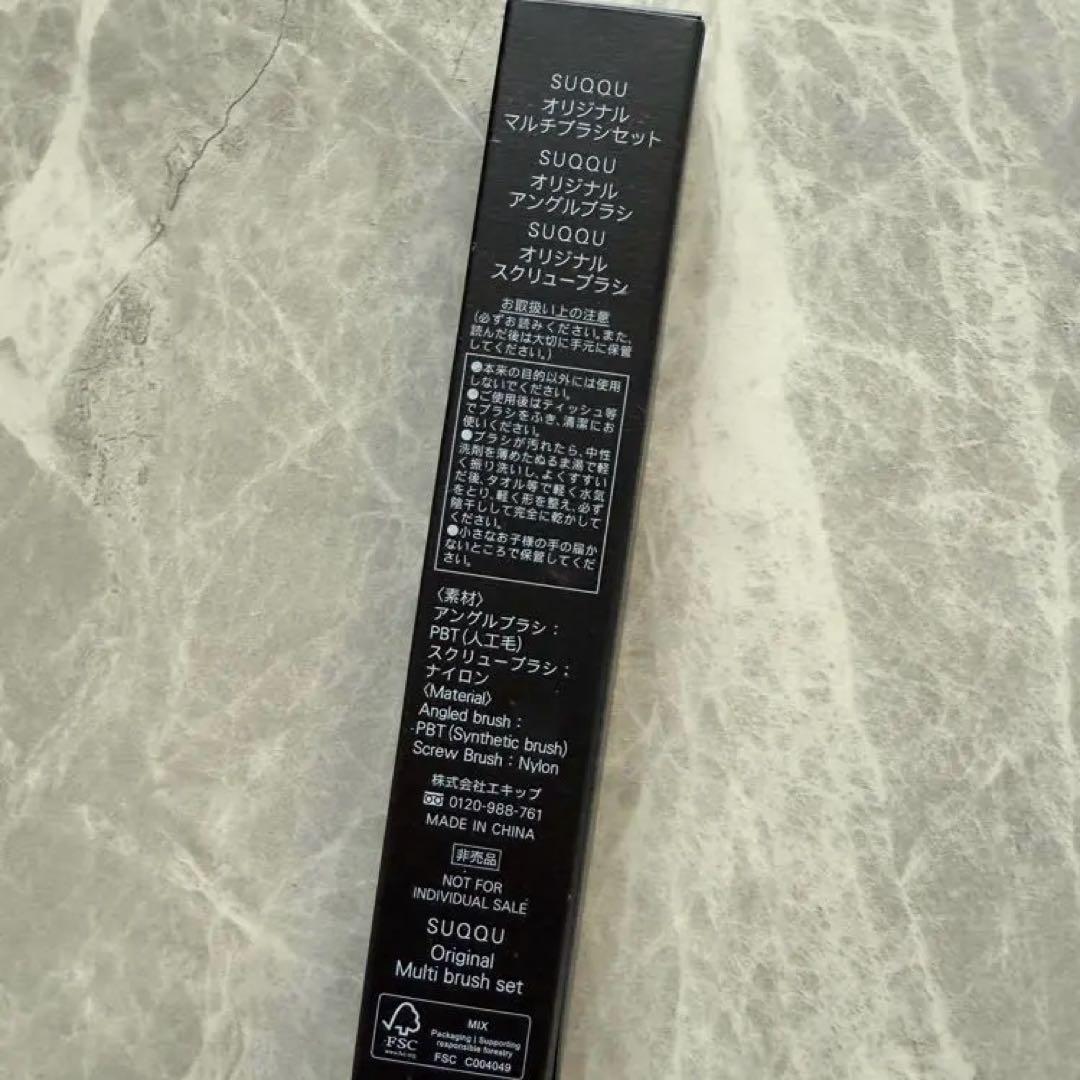 SUQQU
オリジナル
マルチブラシセット
SUQQU
オリジナル
アングルブラシ
SUQQU
オリジナル
スクリューブラシ
お取扱い上の注意
(必ずお読みください。また、
読んだ後は大切に手元に保管
してください。)
●本来の目的以外には使用
しないでください。
●ご使用後はティッシュ等
でブラシをふき、清潔にお
使いください。
●ブラシが汚れたら、中性
洗剤を薄めたぬるま湯で軽
く振り洗いし、よくすすい
だ後、タオル等で軽く水気
をとり、軽く形を整え、必ず
陰干しして完全に乾かして
ください。
●小さなお子様の手の届か
ないところで保管してくだ
さい。
〈素材〉
アングルブラシ：
PBT(人工毛)
スクリューブラシ：
ナイロン
〈Material〉
Angled brush :
PBT (Synthetic brush)
Screw Brush : Nylon
株式会社エキップ
0120-988-761
MADE IN CHINA
非売品
NOT FOR
INDIVIDUAL SALE
SUQQU
Original
Multi brush set
FSC
www.fsc.org
MIX
Packaging | Supporting
responsible forestry
FSC C004049